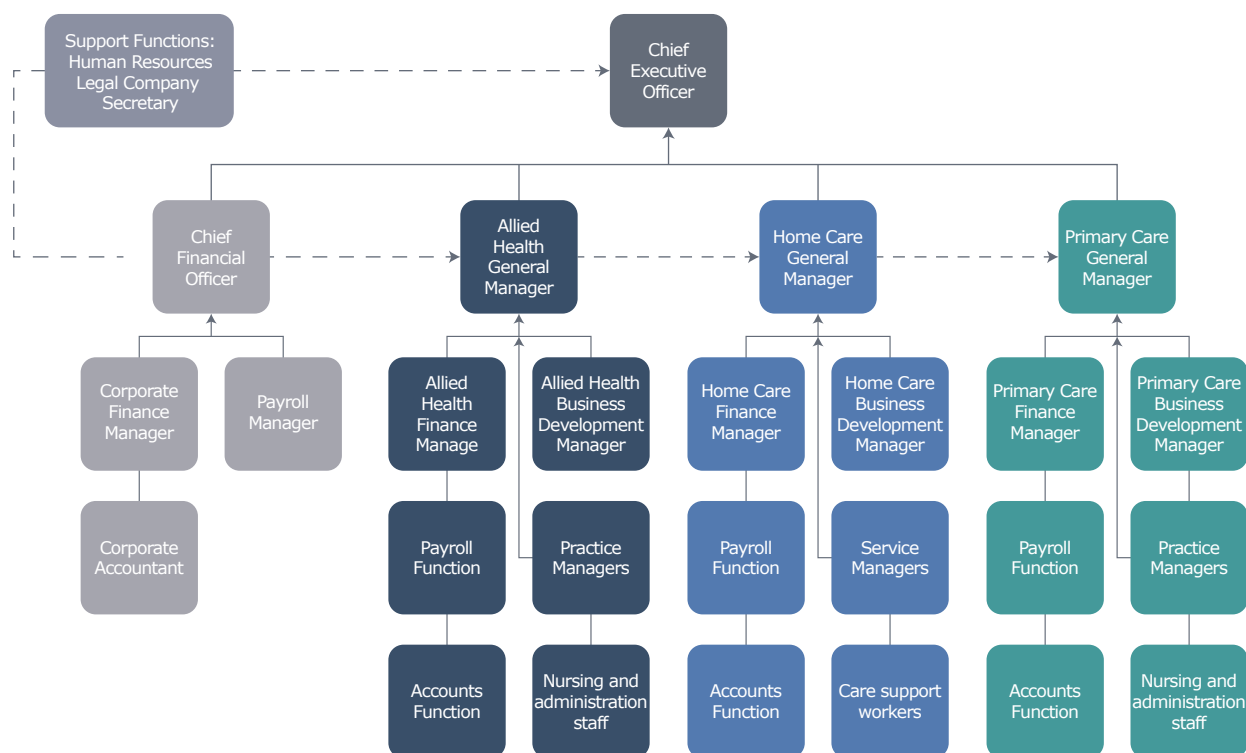 Support Functions:
Human Resources
Legal Company
Secretary
Chief
Executive
Officer
Chief
Financial
Officer
Allied
Health
General
Manager
Home Care
General
Manager
Primary Care
General
Manager
Corporate
Finance
Manager
Payroll
Manager
Allied
Health
Finance
Manage
Allied Health
Business
Development
Manager
Home Care
Finance
Manager
Home Care
Business
Development
Manager
Primary Care
Finance
Manager
Primary Care
Business
Development
Manager
Corporate
Accountant
Payroll
Function
Practice
Managers
Payroll
Function
Service
Managers
Payroll
Function
Practice
Managers
Accounts
Function
Nursing and
administration
staff
Accounts
Function
Care support
workers
Accounts
Function
Nursing and
administration
staff